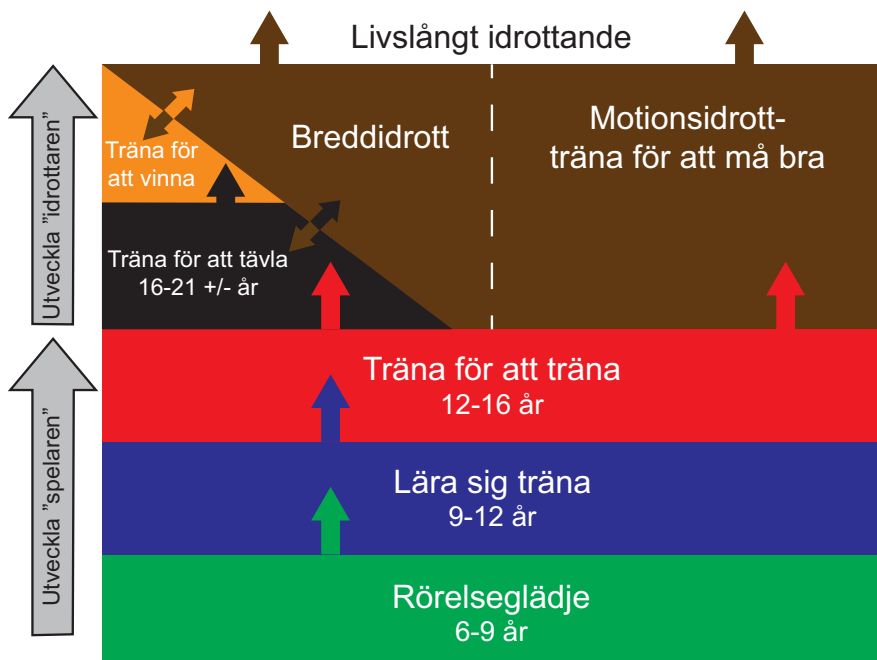 Livslångt idrottande
Utveckla ”idrottaren”
Träna för
att vinna
Breddidrott
Motionsidrott-
träna för att må bra
Träna för att tävla
16-21 +/- år
Utveckla ”spelaren”
Träna för att träna
12-16 år
Lära sig träna
9-12 år
Rörelseglädje
6-9 år